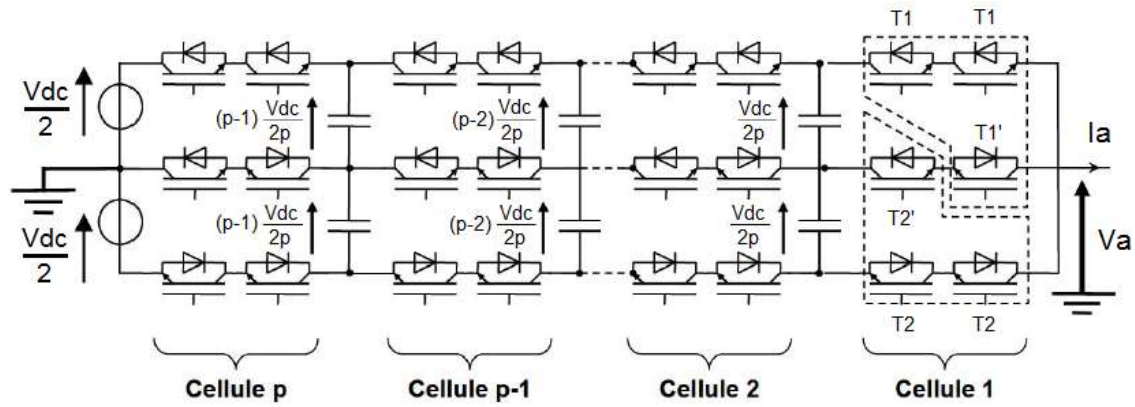 T1 T1
Vdc/2
(p-1) Vdc/2p
(p-2) Vdc/2p
Vdc/2p
T1'
Ia
T2'
Vdc/2
(p-1) Vdc/2p
(p-2) Vdc/2p
Vdc/2p
Va
T2 T2
Cellule p Cellule p-1 Cellule 2 Cellule 1